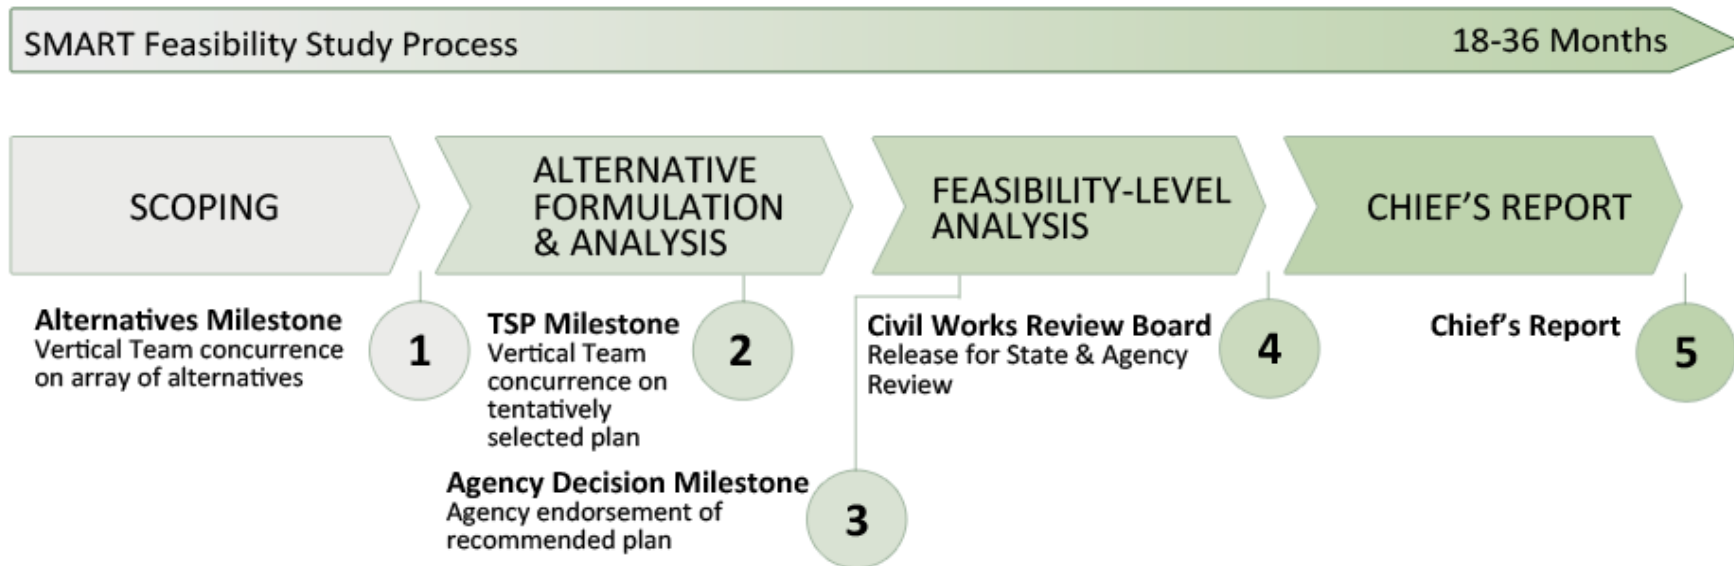 SMART Feasibility Study Process
18-36 Months
SCOPING
ALTERNATIVE
FORMULATION
& ANALYSIS
FEASIBILITY-LEVEL
ANALYSIS
CHIEF'S REPORT
Alternatives Milestone
Vertical Team concurrence
on array of alternatives
1
TSP Milestone
Vertical Team
concurrence on
tentatively
selected plan
2
Agency Decision Milestone
Agency endorsement of
recommended plan
3
Civil Works Review Board
Release for State & Agency
Review
4
Chief's Report
5